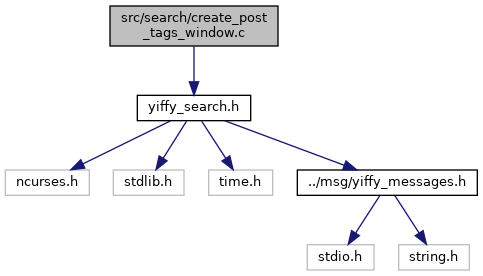 src/search/create_post
_tags_window.c
yiffy_search.h
ncurses.h
stdlib.h
time.h
../msg/yiffy_messages.h
stdio.h
string.h